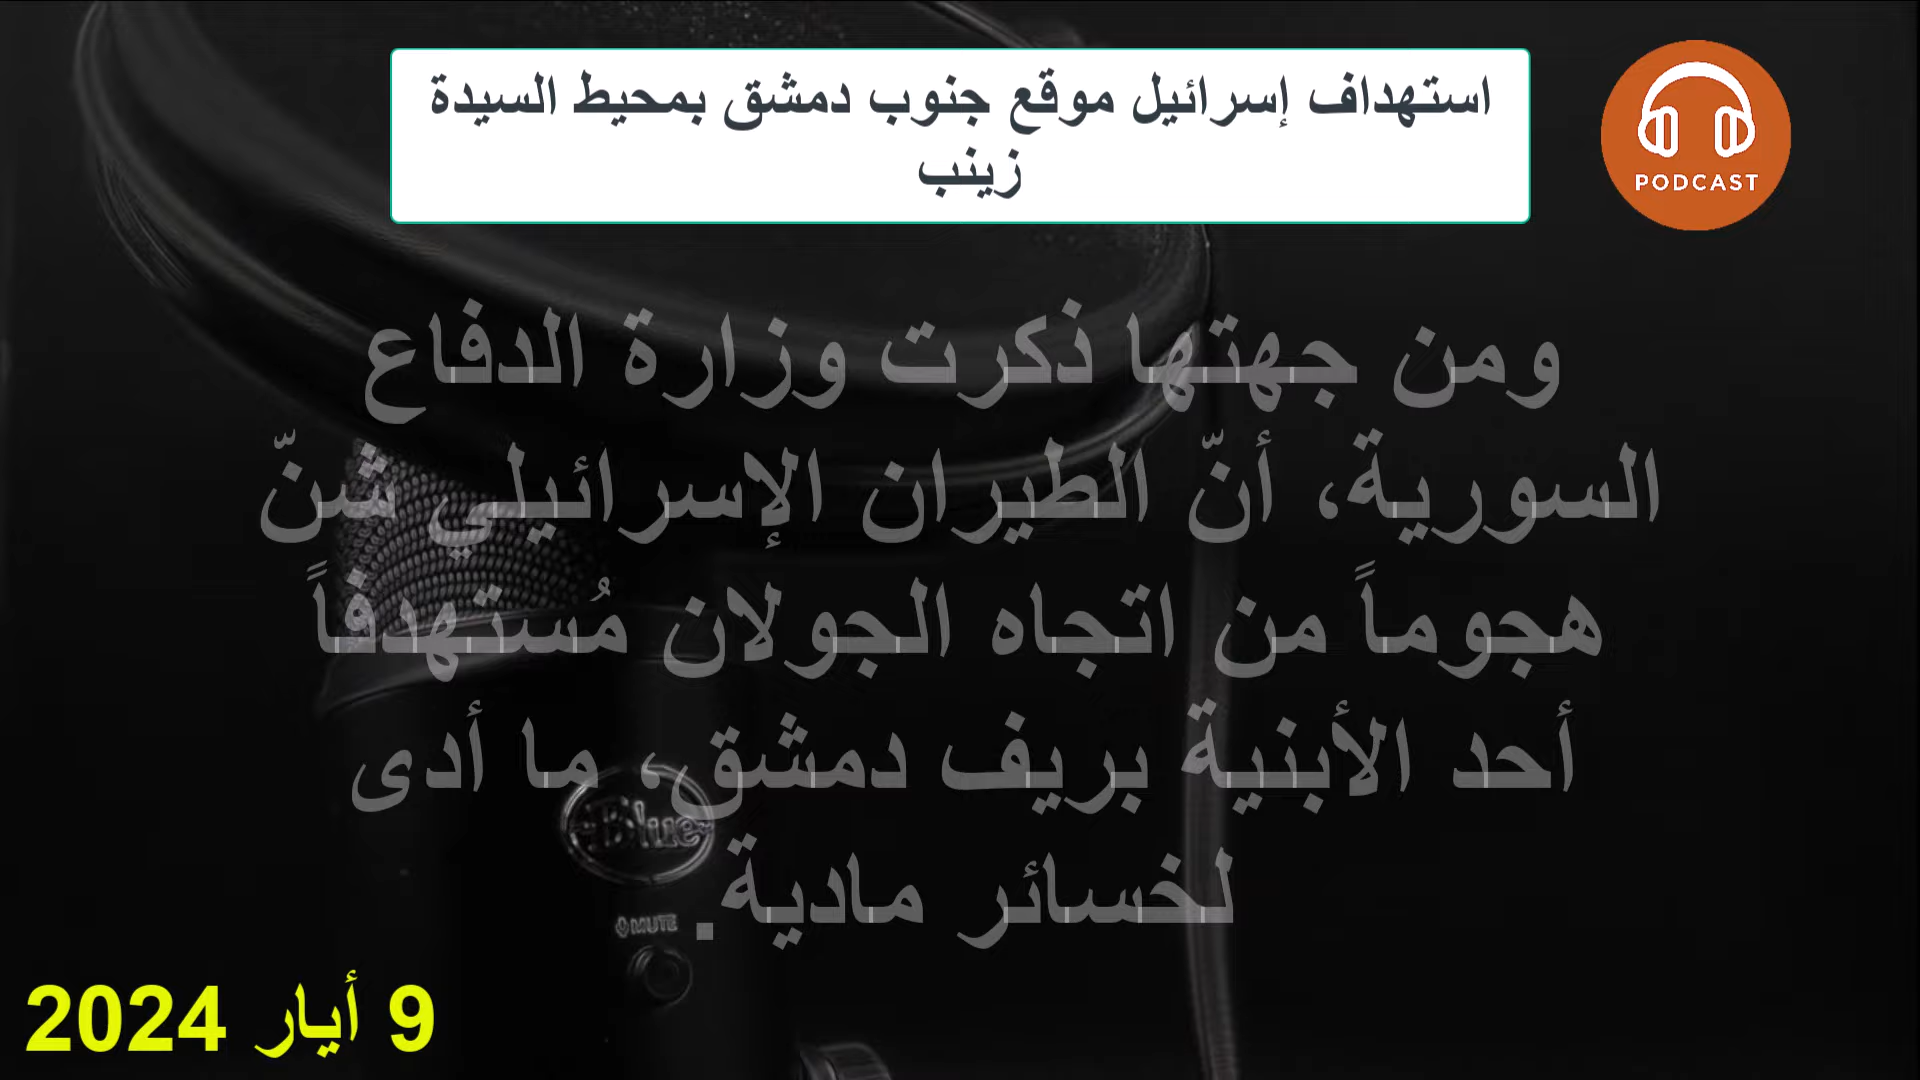 استهداف إسرائيل موقع جنوب دمشق بمحيط السيدة
زينب
PODCAST
ومن جهتها ذكرت وزارة الدفاع
السورية، أنّ الطيران الإسرائيلي شنّ
هجوماً من اتجاه الجولان مُستهدفاً
أحد الأبنية بريف دمشق، ما أدى
لخسائر مادية.
Blue
MUTE
9 أيار 2024